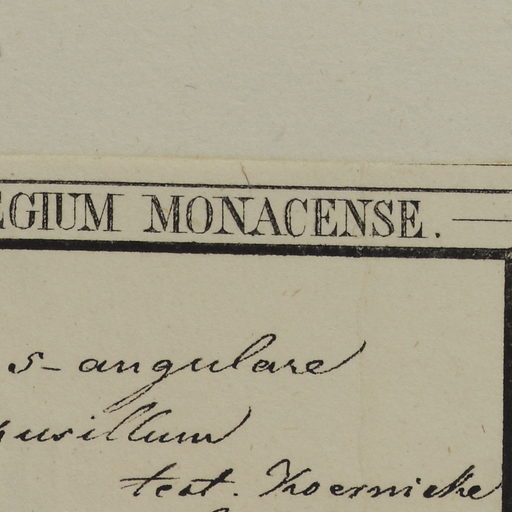 EGIUM MONACENSE.
5-angulare
pusillum
test. Koernicke